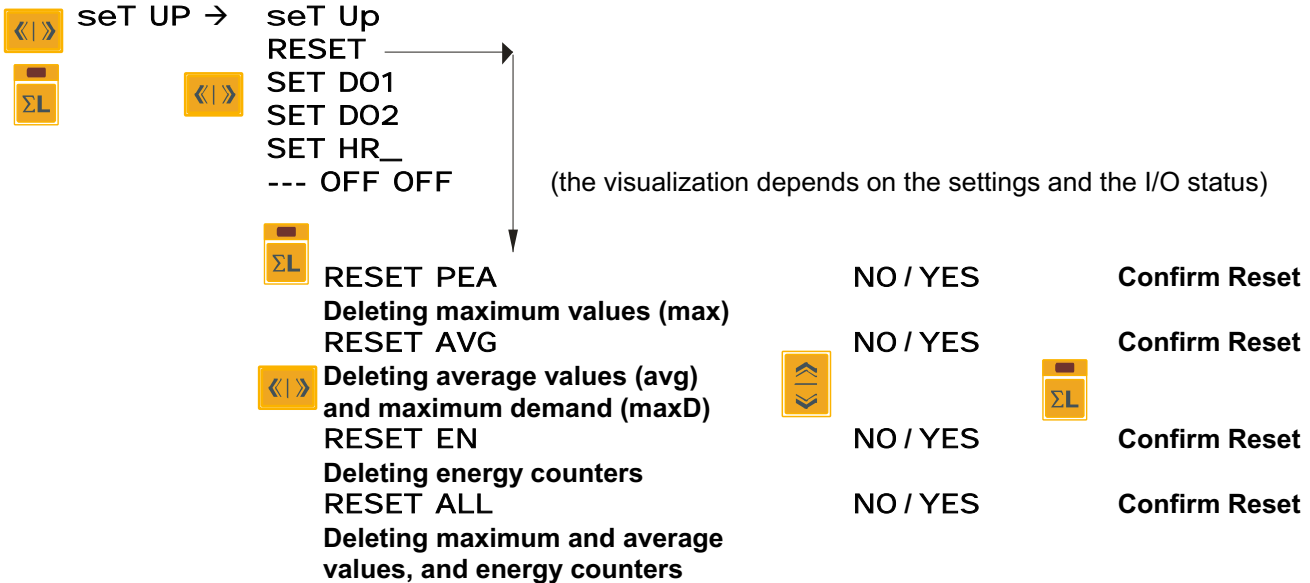 seT UP → seT Up
RESET
ΣL SET DO1
SET DO2
SET HR_
--- OFF OFF (the visualization depends on the settings and the I/O status)
ΣL
RESET PEA NO / YES Confirm Reset
Deleting maximum values (max)
RESET AVG NO / YES Confirm Reset
Deleting average values (avg)
and maximum demand (maxD) ΣL
RESET EN NO / YES Confirm Reset
Deleting energy counters
RESET ALL NO / YES Confirm Reset
Deleting maximum and average
values, and energy counters